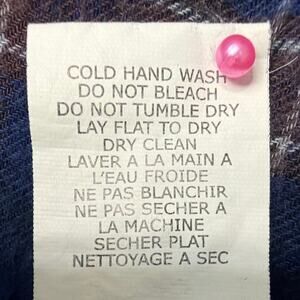 COLD HAND WASH
DO NOT BLEACH
DO NOT TUMBLE DRY
LAY FLAT TO DRY
DRY CLEAN
LAVER A LA MAIN A
L'EAU FROIDE
NE PAS BLANCHIR
NE PAS SECHER A
LA MACHINE
SECHER PLAT
NETTOYAGE A SEC